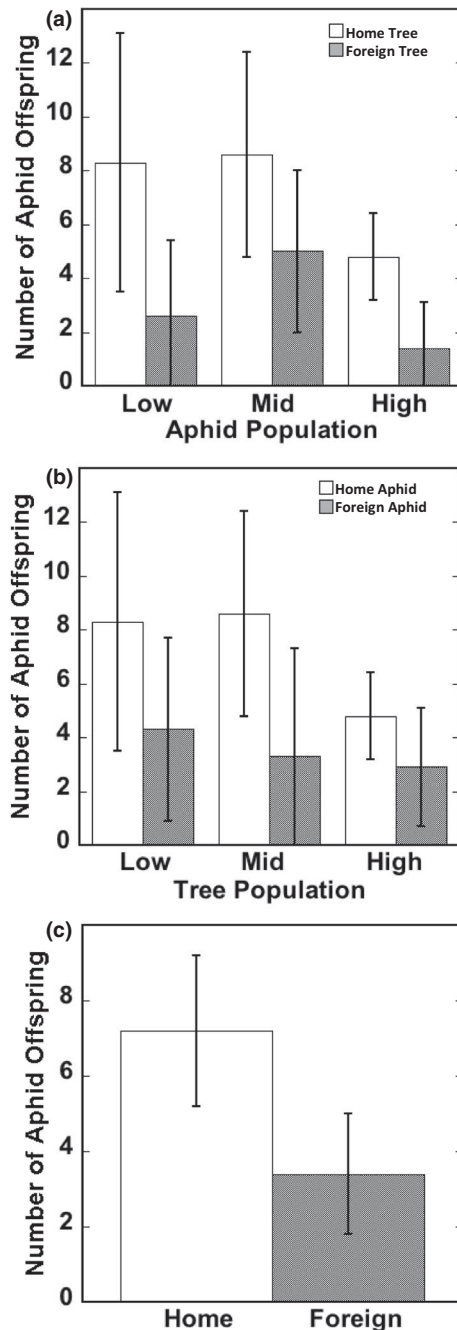 (a)
Home Tree
Foreign Tree
Number of Aphid Offspring
12
10
8
6
4
2
0
Low Mid High
Aphid Population
(b)
Home Aphid
Foreign Aphid
Number of Aphid Offspring
12
10
8
6
4
2
0
Low Mid High
Tree Population
(c)
Number of Aphid Offspring
8
6
4
2
0
Home Foreign